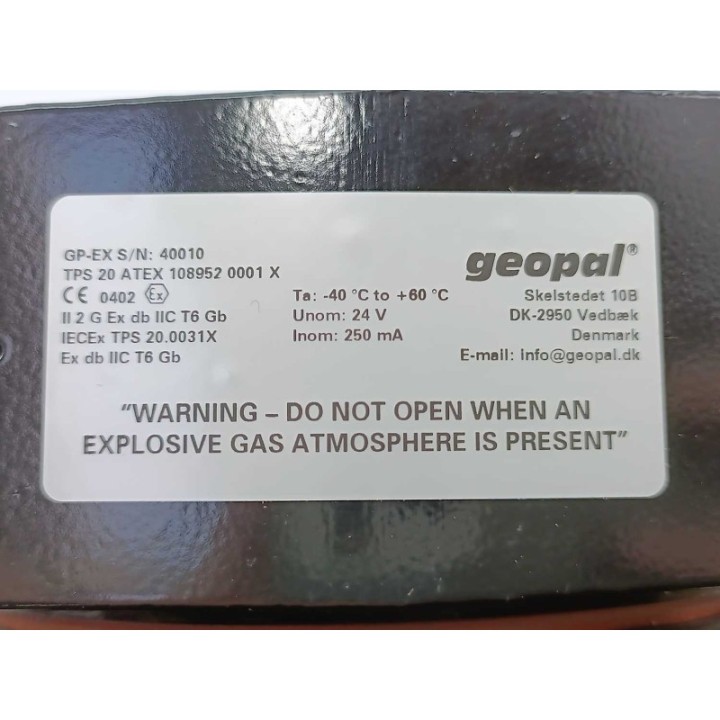 GP-EX S/N: 40010
TPS 20 ATEX 108952 0001 X
CE 0402 Ex
II 2 G Ex db IIC T6 Gb
IECEx TPS 20.0031X
Ex db IIC T6 Gb
Ta: -40 °C to +60 °C
Unom: 24 V
Inom: 250 mA
geopal®
Skelstedet 10B
DK-2950 Vedbæk
Denmark
E-mail: info@geopal.dk
"WARNING – DO NOT OPEN WHEN AN
EXPLOSIVE GAS ATMOSPHERE IS PRESENT"